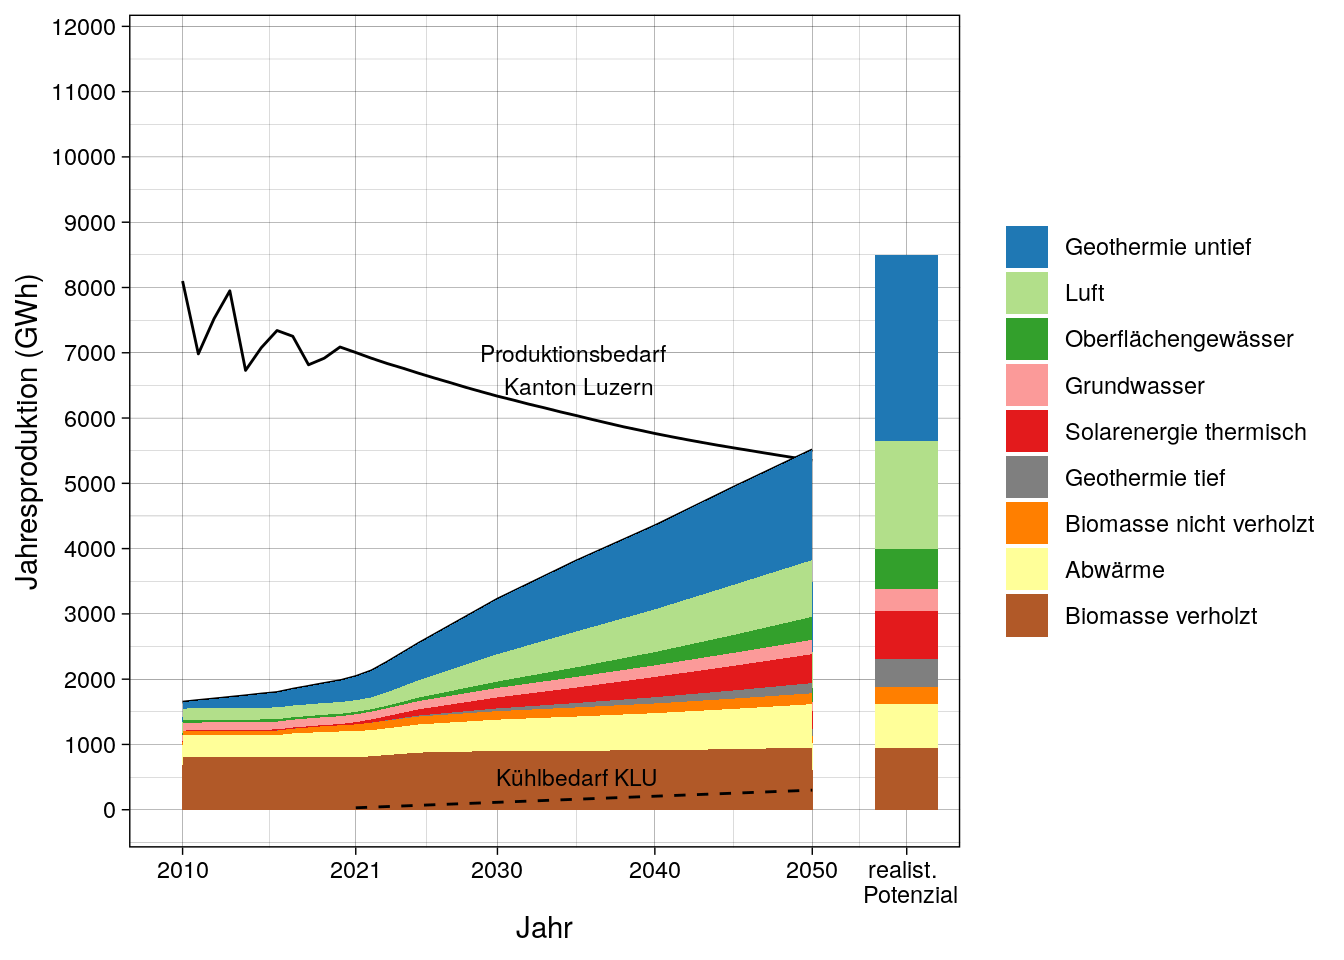 12000
11000
10000
9000
8000
7000
6000
5000
4000
3000
2000
1000
0
Jahresproduktion (GWh)
Produktionsbedarf
Kanton Luzern
Kühlbedarf KLU
2010
2021
2030
2040
2050
realist.
Potenzial
Jahr
Geothermie untief
Luft
Oberflächengewässer
Grundwasser
Solarenergie thermisch
Geothermie tief
Biomasse nicht verholzt
Abwärme
Biomasse verholzt